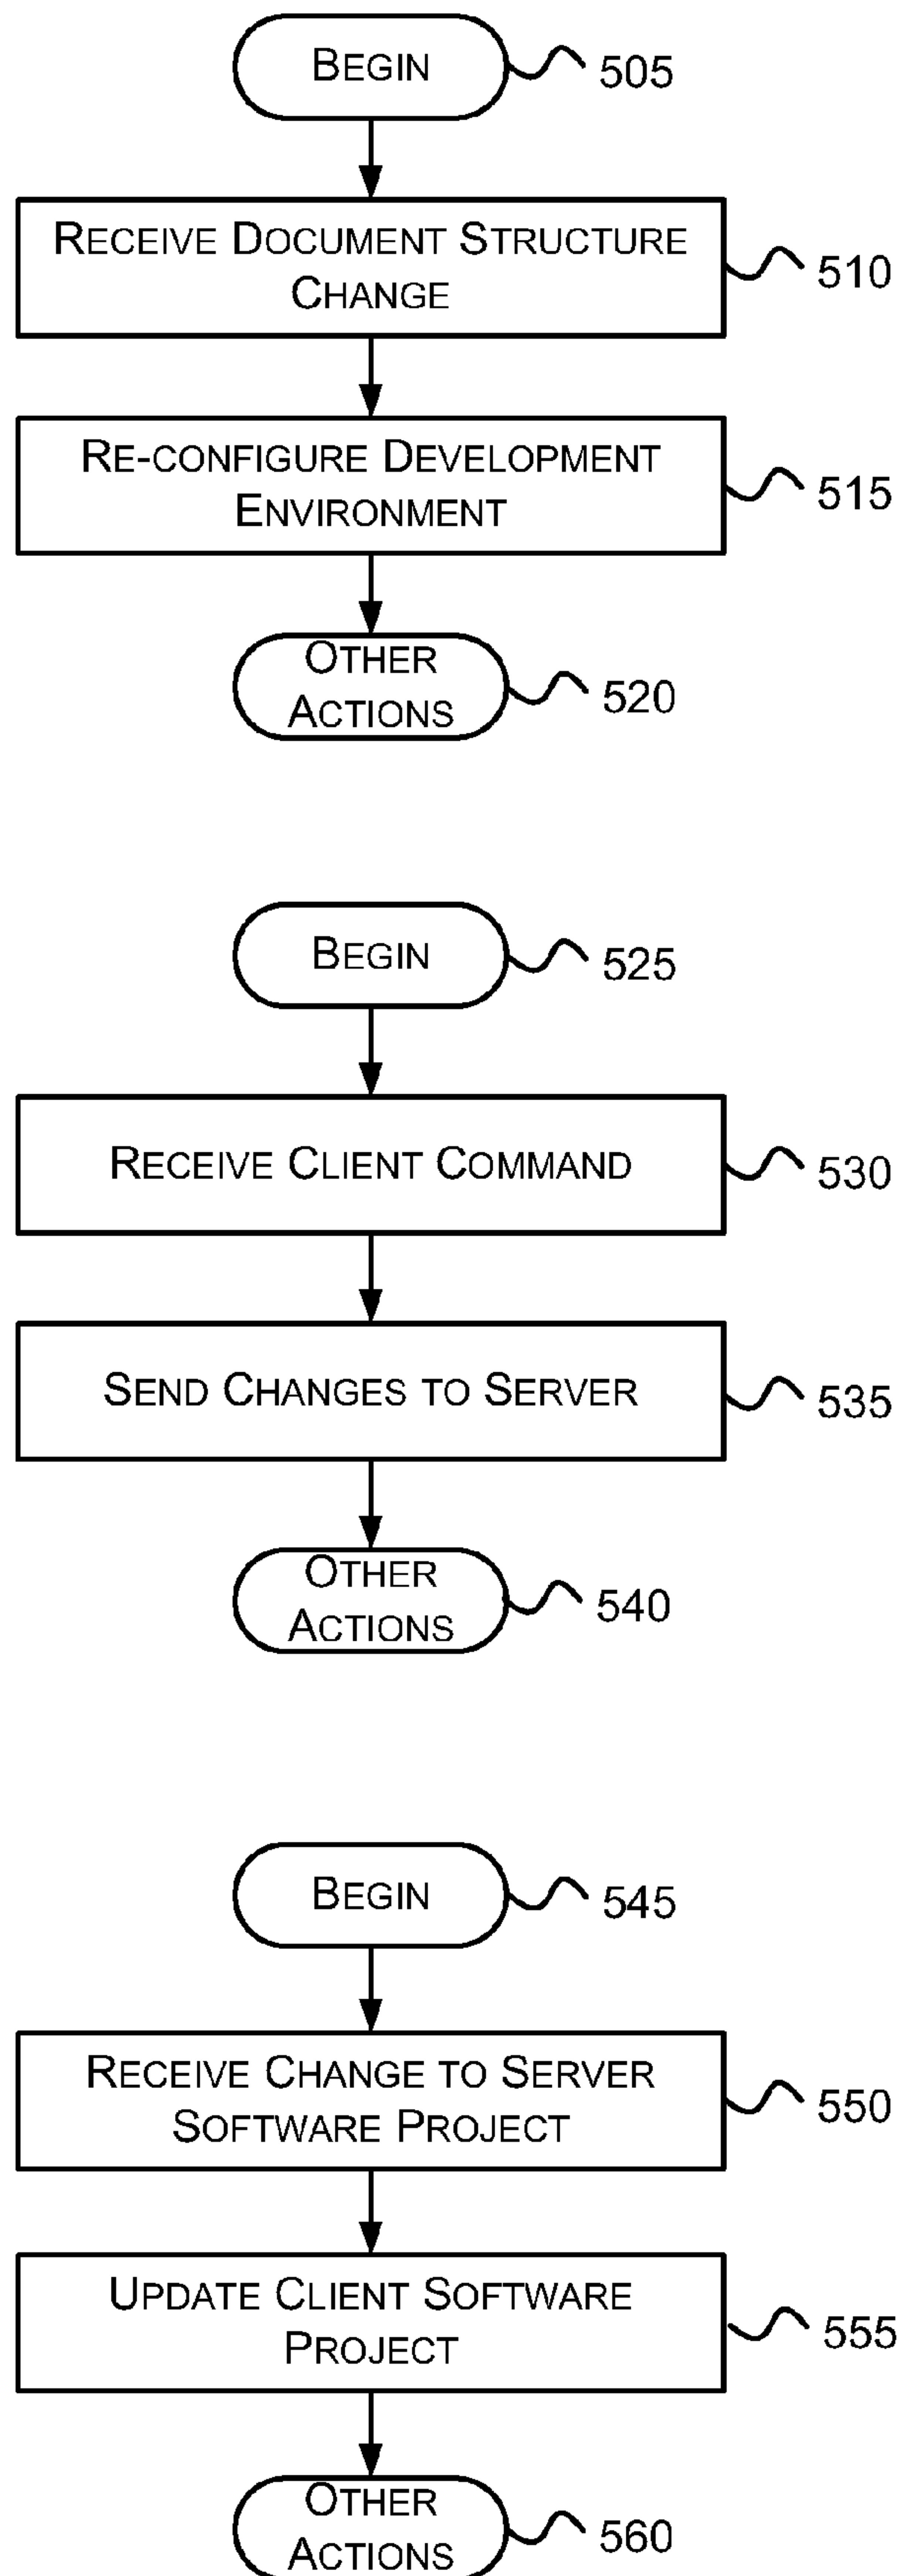 BEGIN
505
RECEIVE DOCUMENT STRUCTURE
CHANGE
510
RE-CONFIGURE DEVELOPMENT
ENVIRONMENT
515
OTHER
ACTIONS
520
BEGIN
525
RECEIVE CLIENT COMMAND
530
SEND CHANGES TO SERVER
535
OTHER
ACTIONS
540
BEGIN
545
RECEIVE CHANGE TO SERVER
SOFTWARE PROJECT
550
UPDATE CLIENT SOFTWARE
PROJECT
555
OTHER
ACTIONS
560